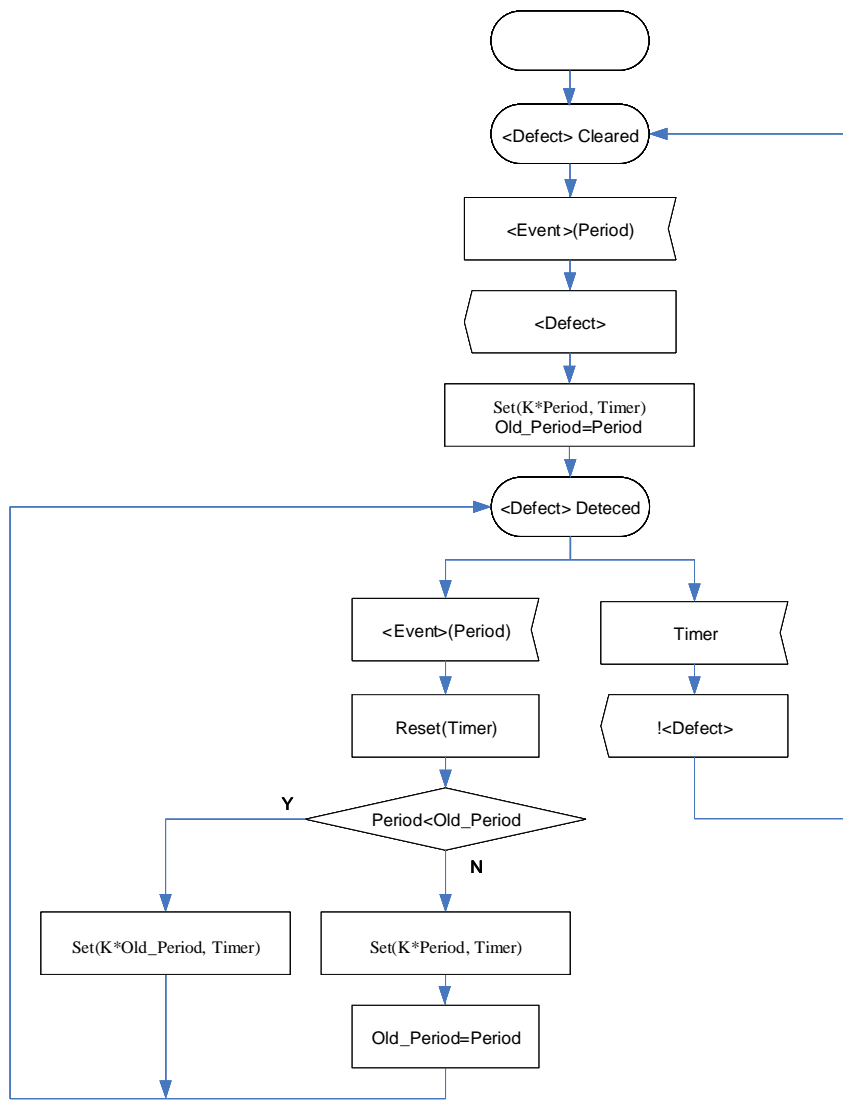 <Defect> Cleared
<Event>(Period)
<Defect>
Set(K*Period, Timer)
Old_Period=Period
<Defect> Deteced
<Event>(Period)
Timer
Reset(Timer)
!<Defect>
Y
Period<Old_Period
N
Set(K*Old_Period, Timer)
Set(K*Period, Timer)
Old_Period=Period